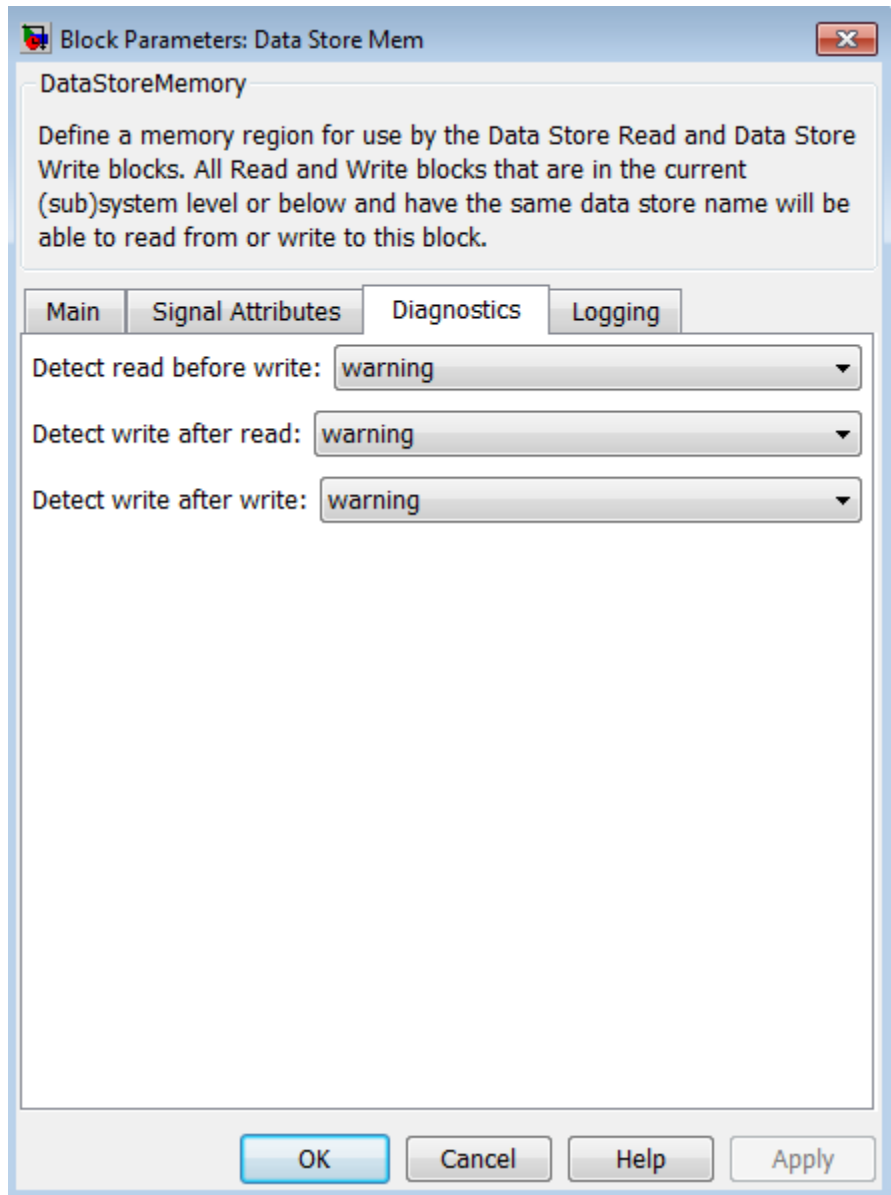 Block Parameters: Data Store Mem
DataStoreMemory
Define a memory region for use by the Data Store Read and Data Store
Write blocks. All Read and Write blocks that are in the current
(sub)system level or below and have the same data store name will be
able to read from or write to this block.
Main Signal Attributes Diagnostics Logging
Detect read before write: warning
Detect write after read: warning
Detect write after write: warning
OK Cancel Help Apply